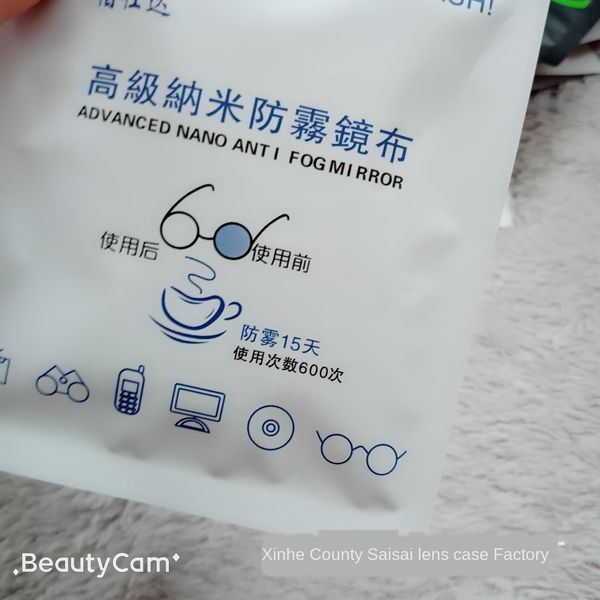 高級納米防霧鏡布
ADVANCED NANO ANTI FOGMIRROR
使用后
使用前
防雾15天
使用次数600次
BeautyCam
Xinhe County Saisai lens case Factory